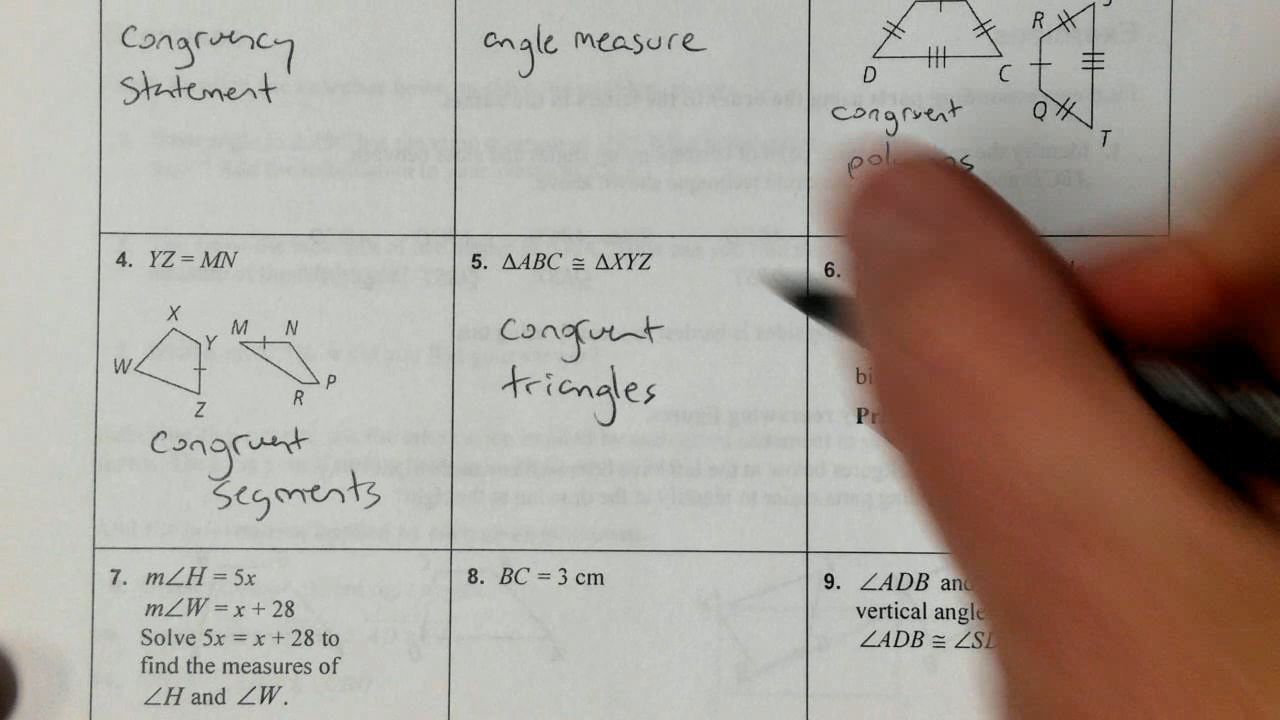 Congruency
Statement
angle measure
R
D
C
Q
T
congruent
4. YZ = MN
X
Y
W
Z
M
N
R
P
congruent
segments
5. ΔABC ≅ ΔXYZ
congruent
triangles
6.
bi
Pr
7. m∠H = 5x
m∠W = x + 28
Solve 5x = x + 28 to
find the measures of
∠H and ∠W.
8. BC = 3 cm
9. ∠ADB and
vertical angle
∠ADB ≅ ∠S